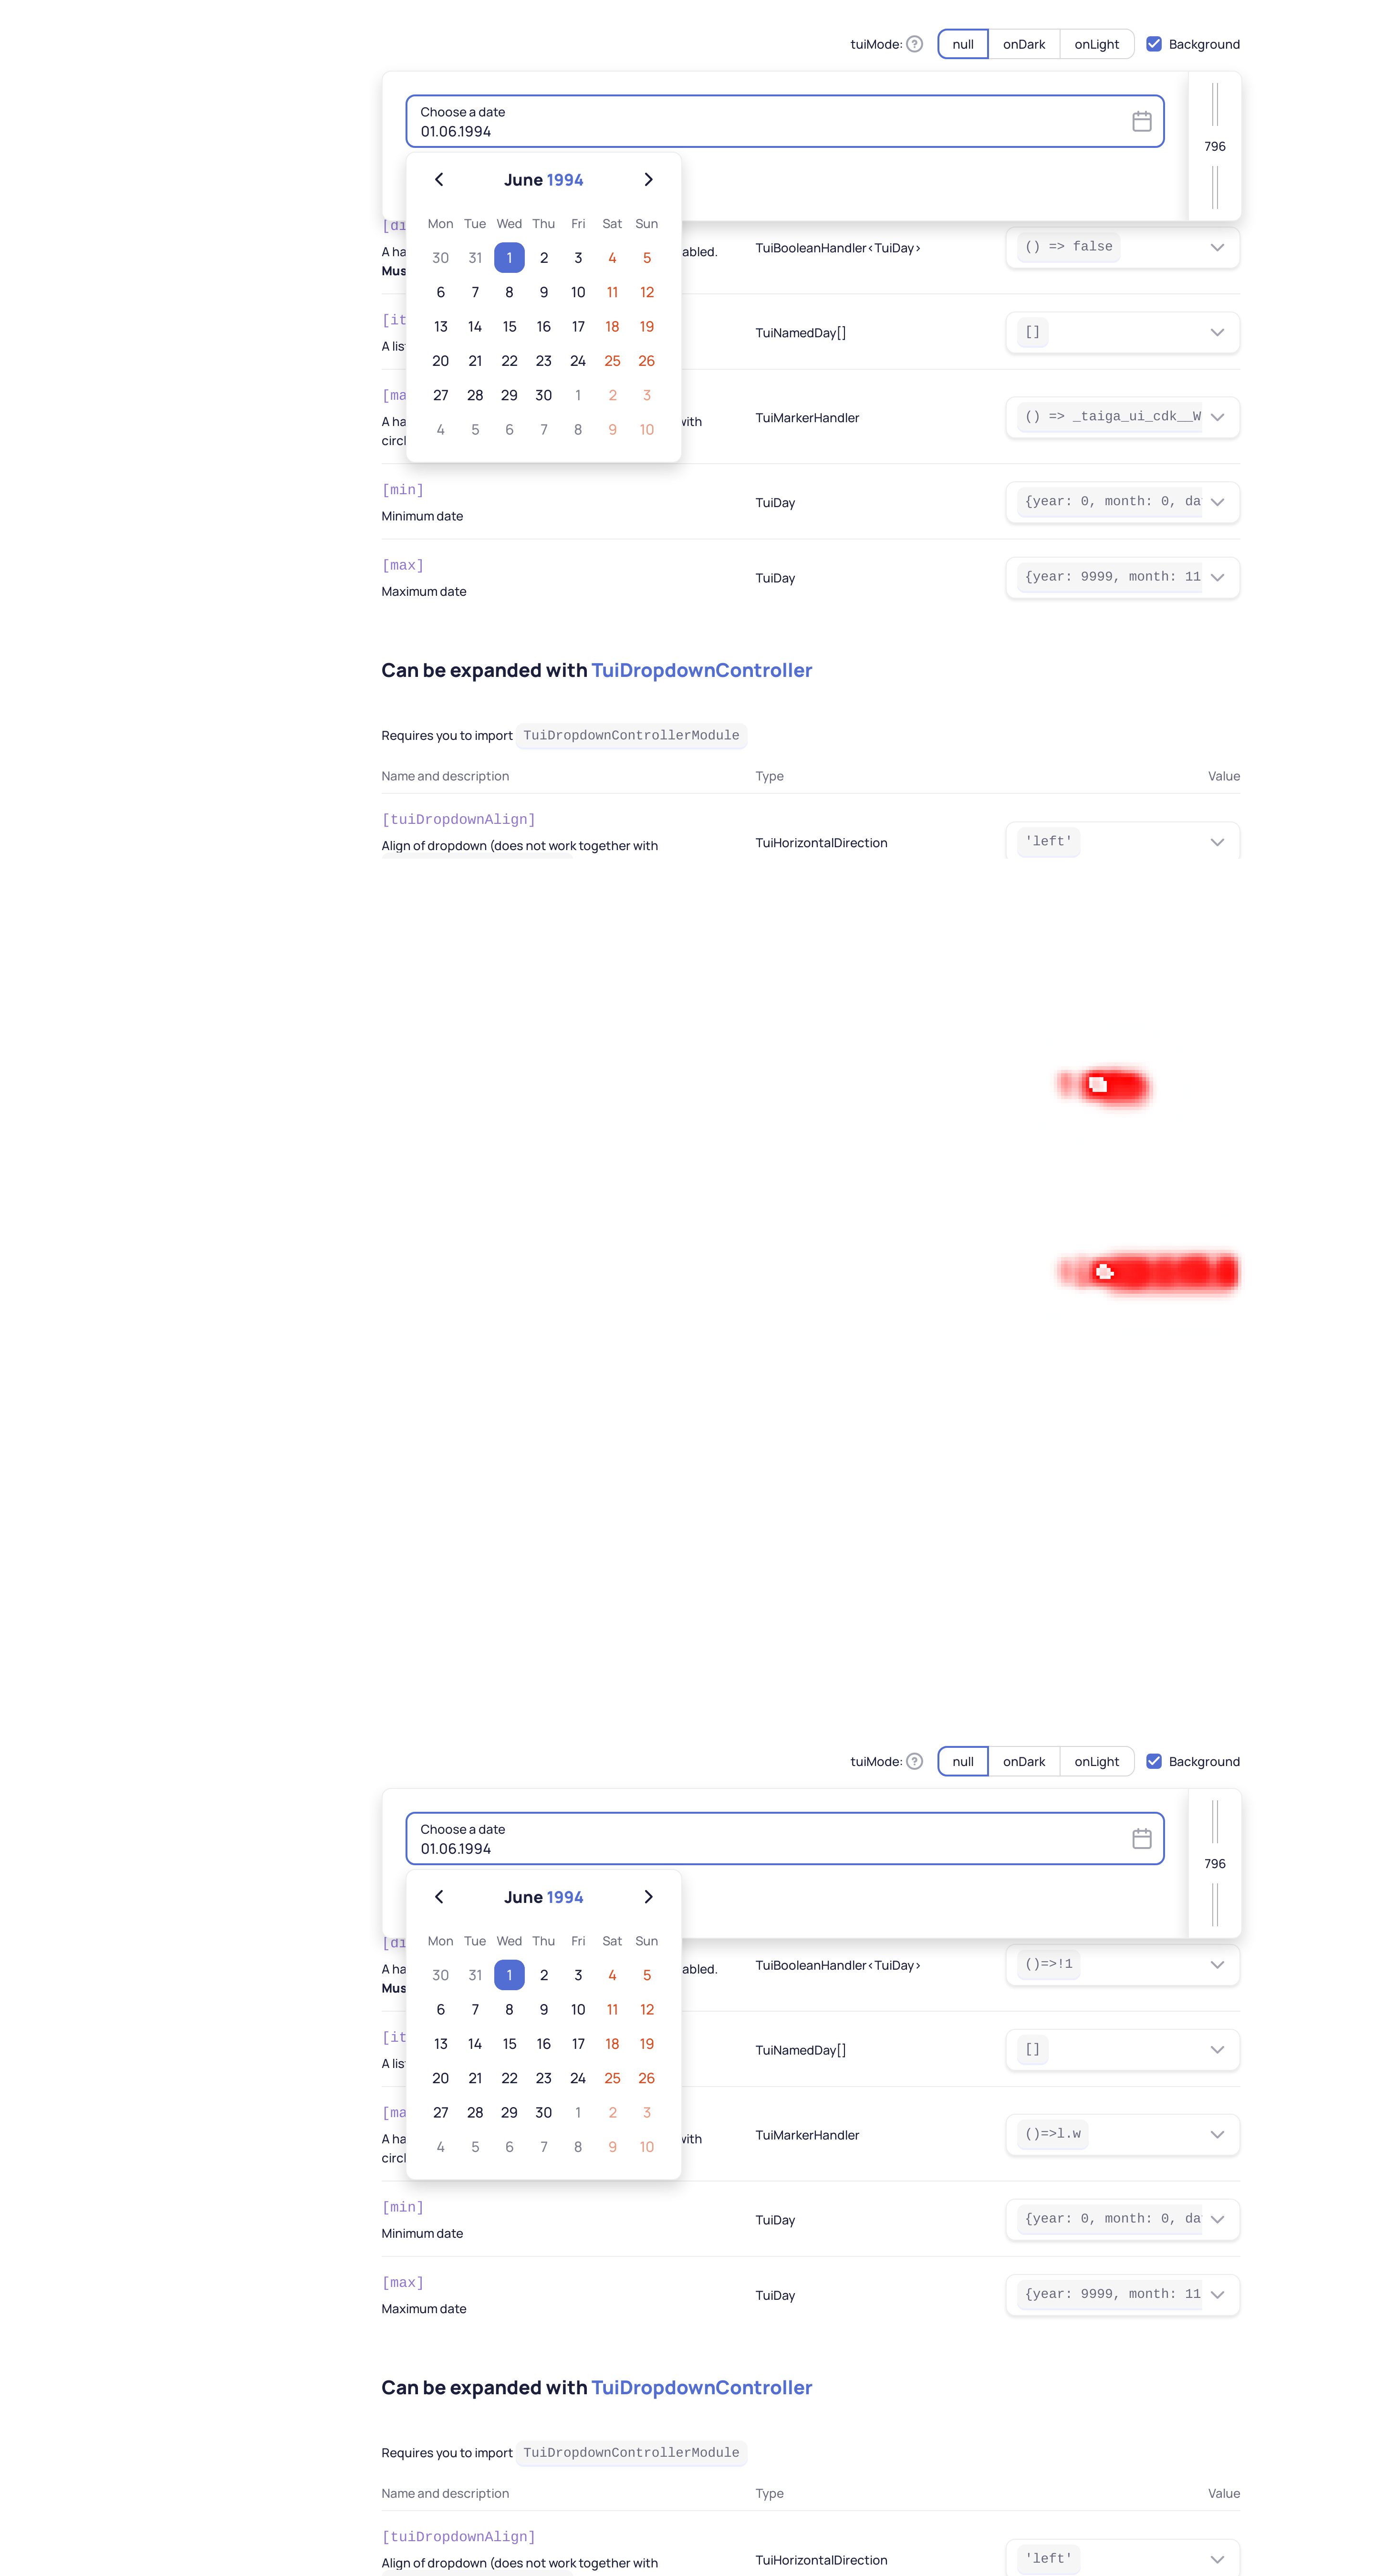 tuiMode: ? null onDark onLight Background
Choose a date
01.06.1994
796
June 1994
Mon Tue Wed Thu Fri Sat Sun
30 31 1 2 3 4 5
6 7 8 9 10 11 12
13 14 15 16 17 18 19
20 21 22 23 24 25 26
27 28 29 30 1 2 3
4 5 6 7 8 9 10
[di
A ha abled. TuiBooleanHandler<TuiDay> () => false
Mus
[it
A lis TuiNamedDay[] []
[ma
A ha with TuiMarkerHandler () => _taiga_ui_cdk__W
circl
[min]
Minimum date TuiDay {year: 0, month: 0, da
[max]
Maximum date TuiDay {year: 9999, month: 11
Can be expanded with TuiDropdownController
Requires you to import TuiDropdownControllerModule
Name and description Type Value
[tuiDropdownAlign]
Align of dropdown (does not work together with TuiHorizontalDirection 'left'
tuiMode: ? null onDark onLight Background
Choose a date
01.06.1994
796
June 1994
Mon Tue Wed Thu Fri Sat Sun
30 31 1 2 3 4 5
6 7 8 9 10 11 12
13 14 15 16 17 18 19
20 21 22 23 24 25 26
27 28 29 30 1 2 3
4 5 6 7 8 9 10
[di
A ha abled. TuiBooleanHandler<TuiDay> ()=>!1
Mus
[it
A lis TuiNamedDay[] []
[ma
A ha with TuiMarkerHandler ()=>l.w
circl
[min]
Minimum date TuiDay {year: 0, month: 0, da
[max]
Maximum date TuiDay {year: 9999, month: 11
Can be expanded with TuiDropdownController
Requires you to import TuiDropdownControllerModule
Name and description Type Value
[tuiDropdownAlign]
Align of dropdown (does not work together with TuiHorizontalDirection 'left'